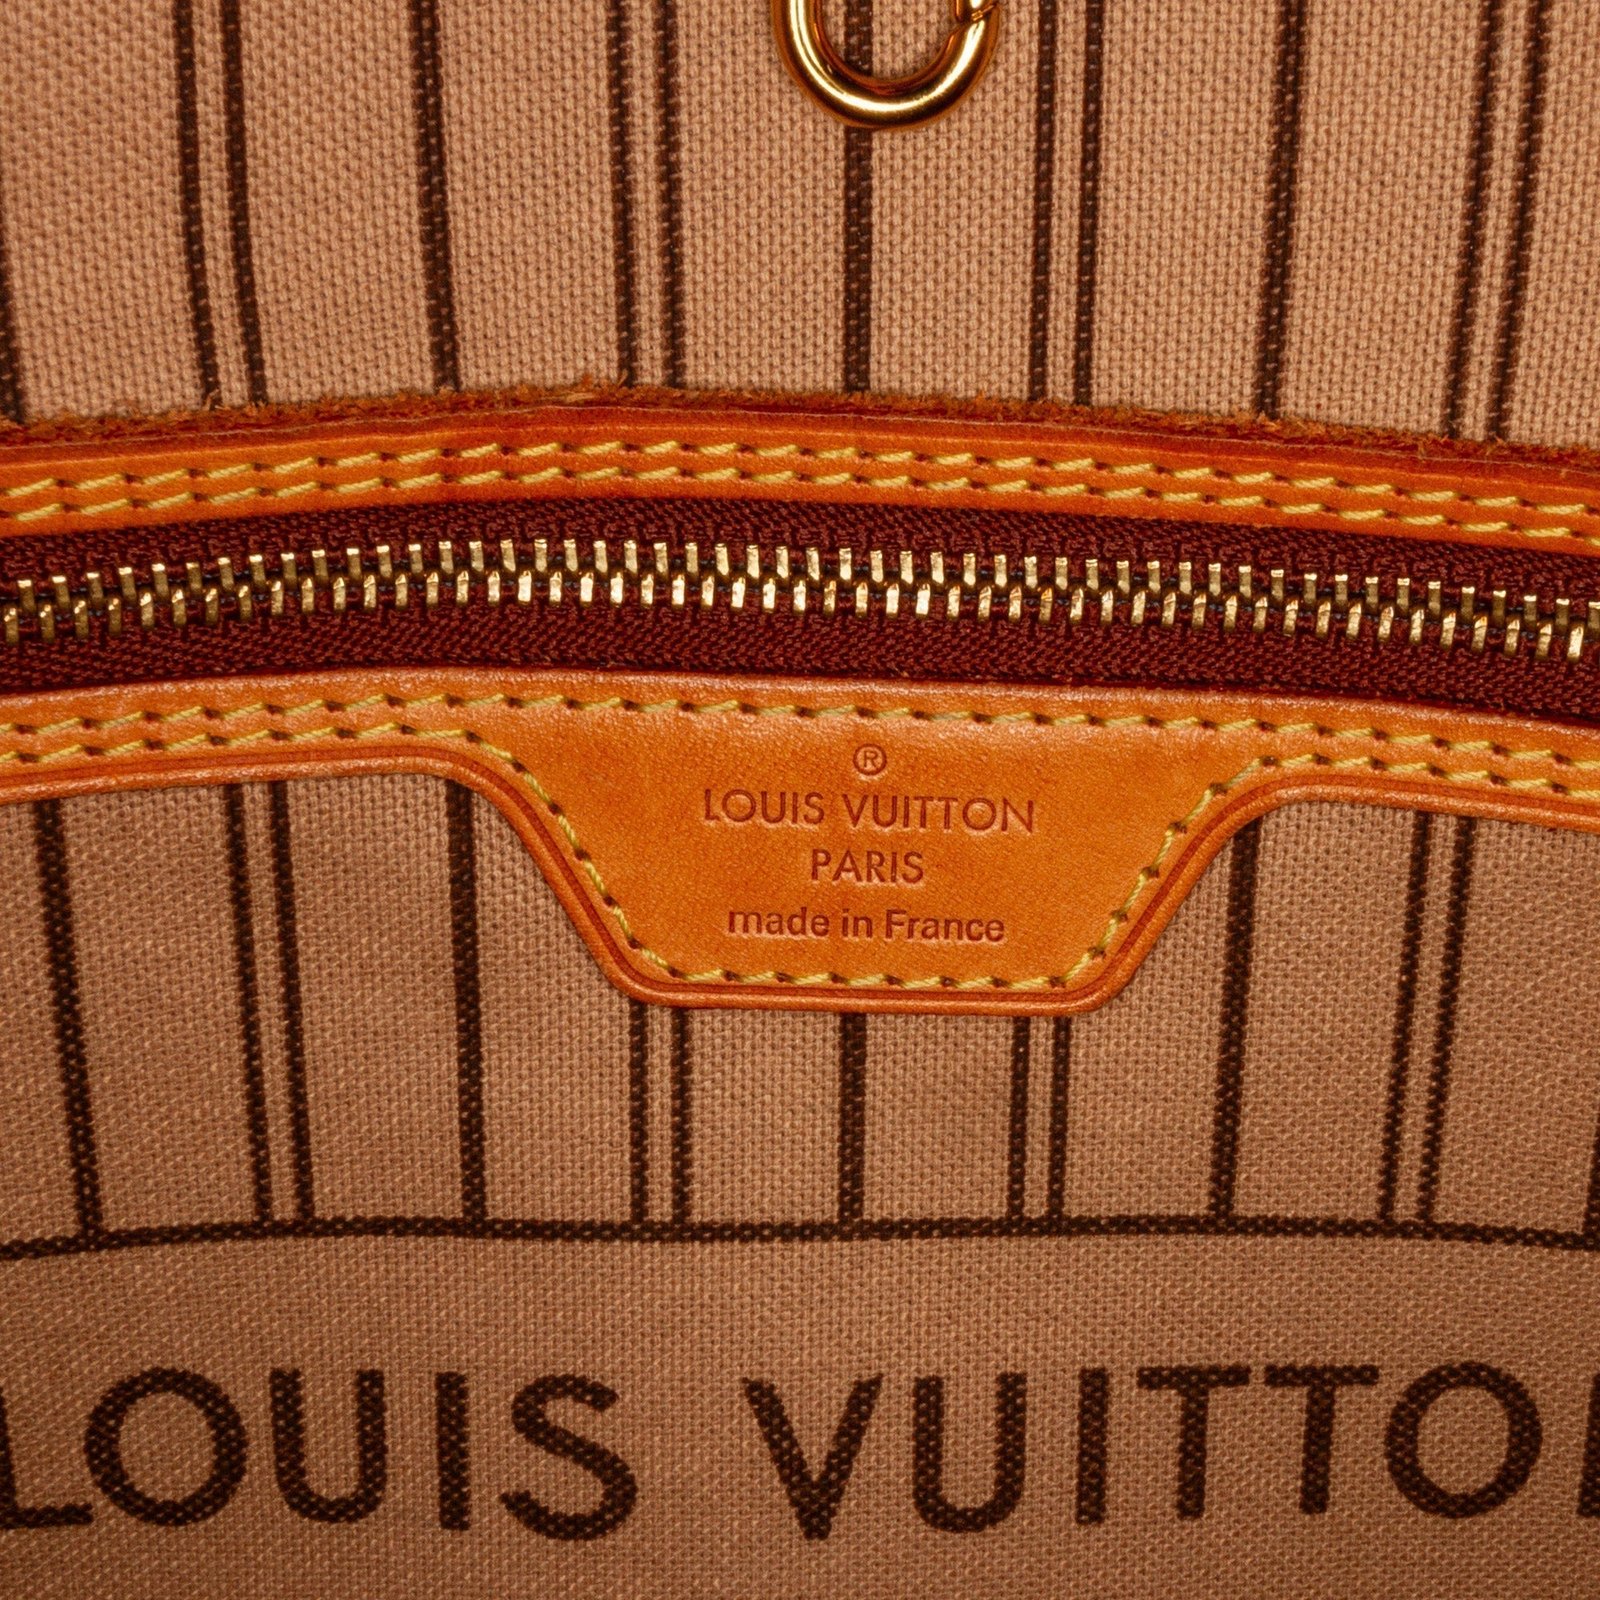 ®
LOUIS VUITTON
PARIS
made in France
LOUIS VUITTO